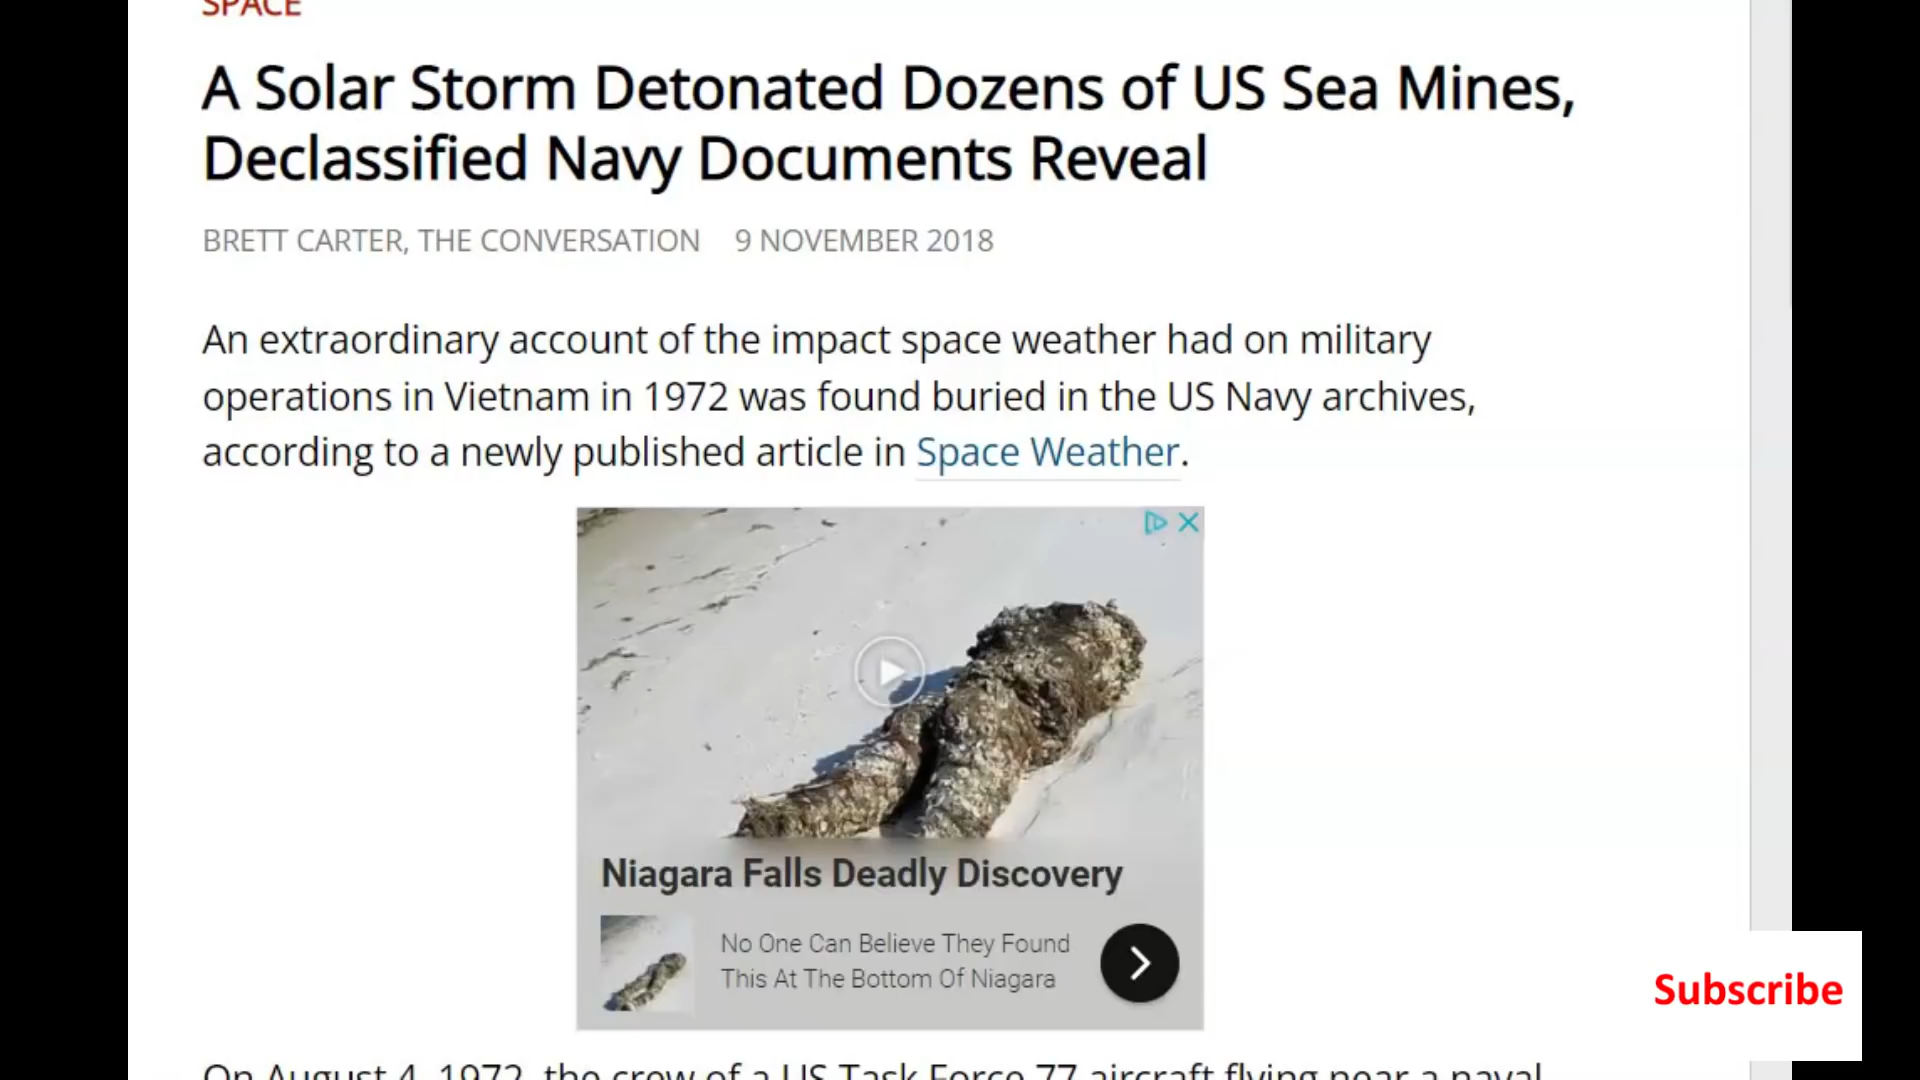 SPACE
A Solar Storm Detonated Dozens of US Sea Mines,
Declassified Navy Documents Reveal
BRETT CARTER, THE CONVERSATION 9 NOVEMBER 2018
An extraordinary account of the impact space weather had on military
operations in Vietnam in 1972 was found buried in the US Navy archives,
according to a newly published article in Space Weather.
Niagara Falls Deadly Discovery
No One Can Believe They Found
This At The Bottom Of Niagara
Subscribe
On August 4, 1972, the crew of a US Task Force 77 aircraft flying near a naval